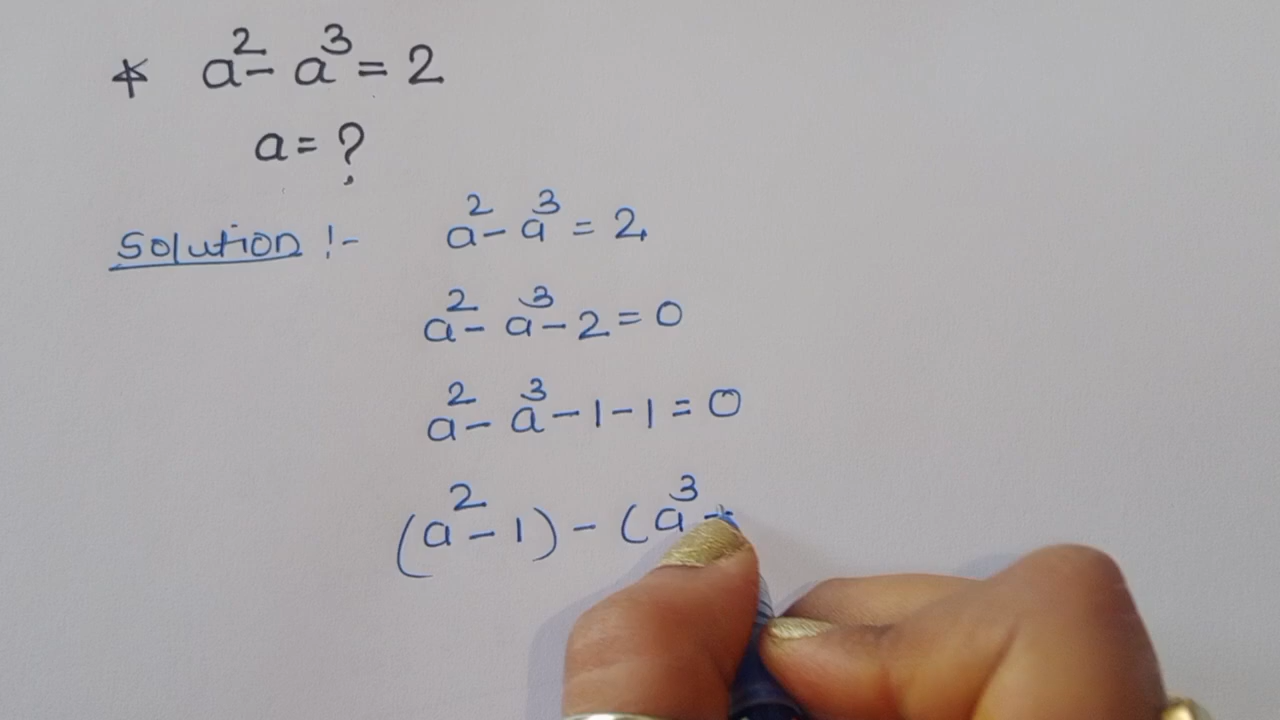 * a² - a³ = 2
a = ?
Solution :- a² - a³ = 2
a² - a³ - 2 = 0
a² - a³ - 1 - 1 = 0
(a² - 1) - (a³